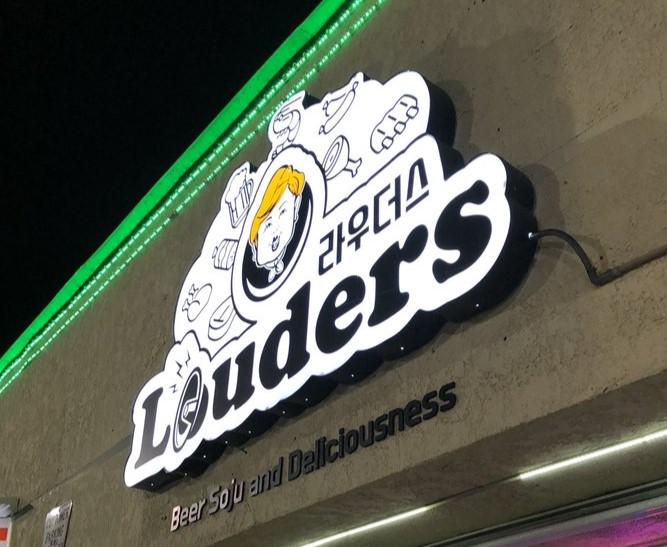 라우더스
Louders
Beer Soju and Deliciousness